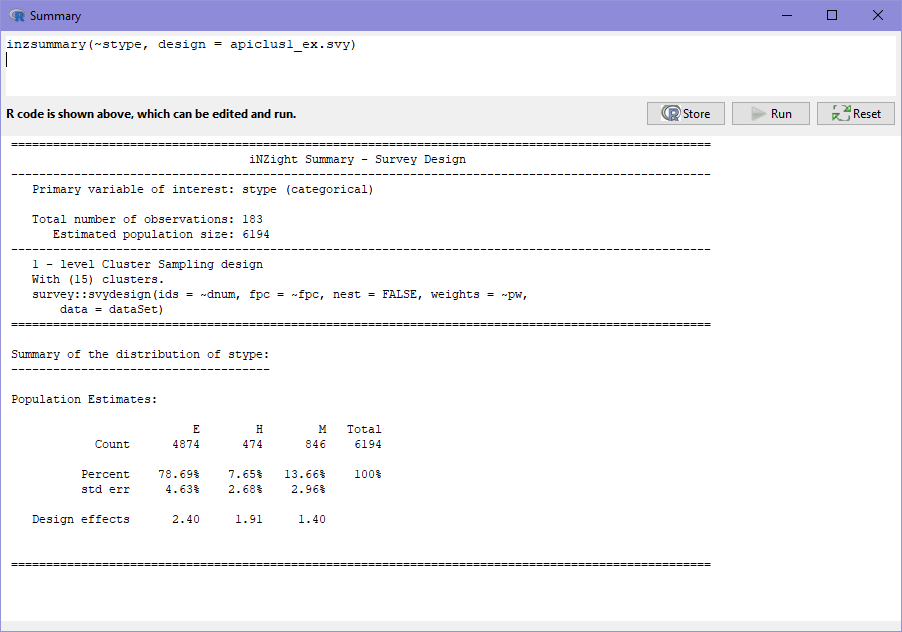 Summary
inzsummary(~stype, design = apiclus1_ex.svy)
R code is shown above, which can be edited and run.
Store
Run
Reset
====================================================================================================
iNZight Summary - Survey Design
----------------------------------------------------------------------------------------------------
Primary variable of interest: stype (categorical)
Total number of observations: 183
Estimated population size: 6194
----------------------------------------------------------------------------------------------------
1 - level Cluster Sampling design
With (15) clusters.
survey::svydesign(ids = ~dnum, fpc = ~fpc, nest = FALSE, weights = ~pw,
data = dataSet)
====================================================================================================
Summary of the distribution of stype:
-------------------------------------
Population Estimates:
E H M Total
Count 4874 474 846 6194
Percent 78.69% 7.65% 13.66% 100%
std err 4.63% 2.68% 2.96%
Design effects 2.40 1.91 1.40
====================================================================================================